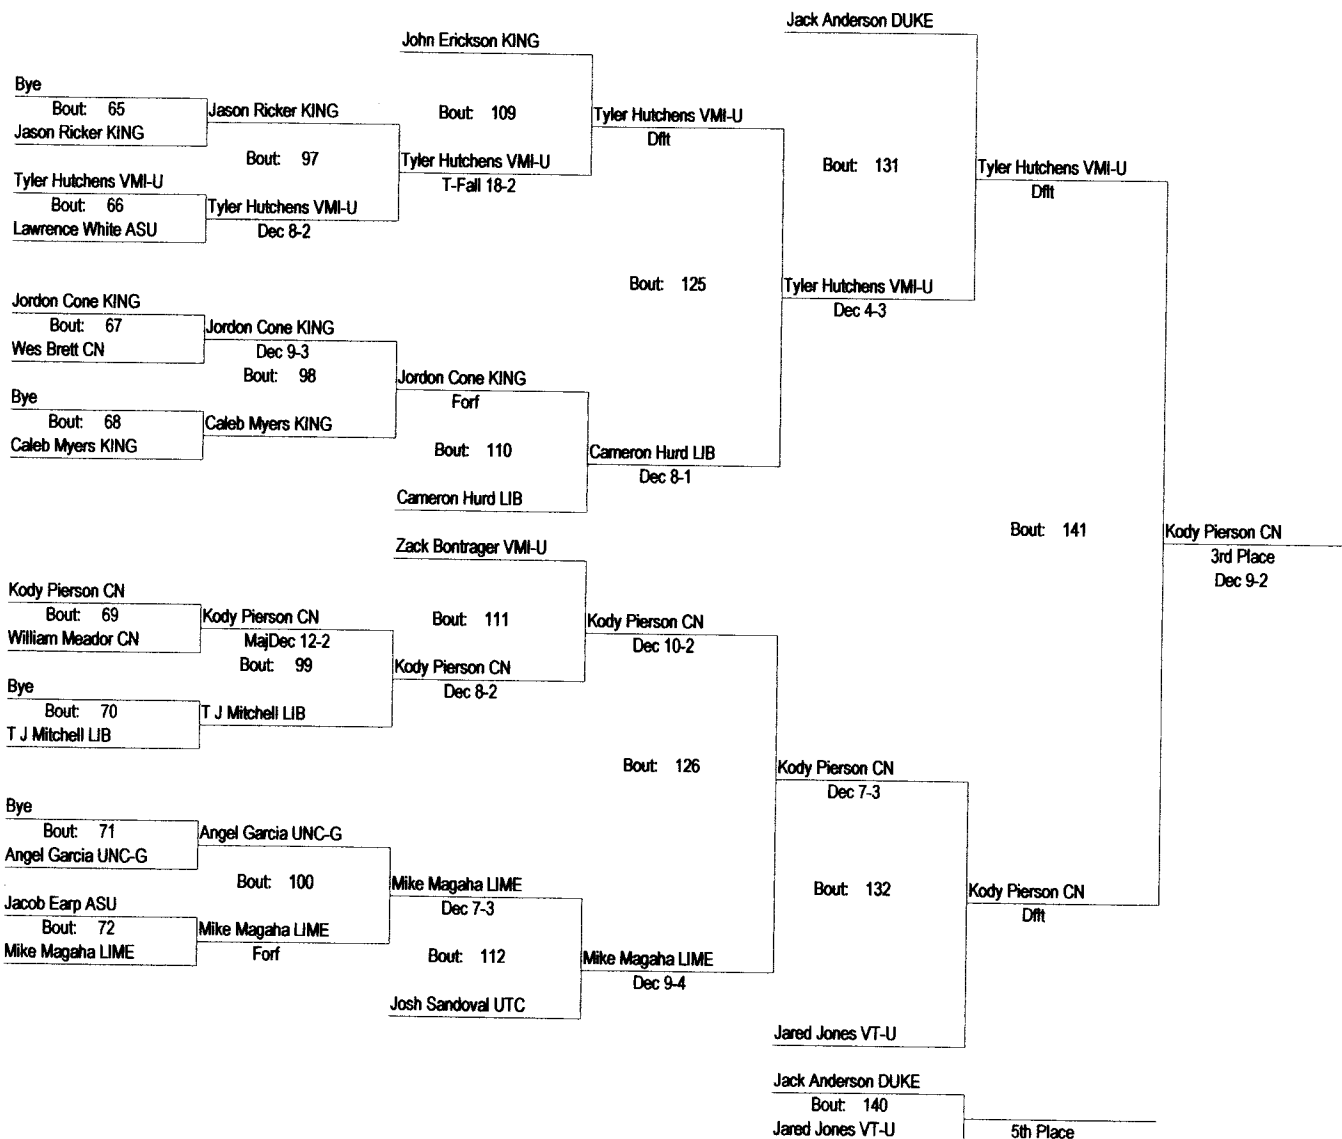 Jack Anderson DUKE
John Erickson KING
Bye
Bout: 65
Jason Ricker KING
Jason Ricker KING
Bout: 109
Tyler Hutchens VMI-U
Dflt
Bout: 97
Tyler Hutchens VMI-U
T-Fall 18-2
Bout: 131
Tyler Hutchens VMI-U
Dflt
Tyler Hutchens VMI-U
Bout: 66
Lawrence White ASU
Tyler Hutchens VMI-U
Dec 8-2
Bout: 125
Tyler Hutchens VMI-U
Dec 4-3
Jordon Cone KING
Bout: 67
Wes Brett CN
Jordon Cone KING
Dec 9-3
Bout: 98
Jordon Cone KING
Forf
Bye
Bout: 68
Caleb Myers KING
Caleb Myers KING
Bout: 110
Cameron Hurd LIB
Dec 8-1
Cameron Hurd LIB
Bout: 141
Kody Pierson CN
3rd Place
Dec 9-2
Zack Bontrager VMI-U
Kody Pierson CN
Bout: 69
William Meador CN
Kody Pierson CN
MajDec 12-2
Bout: 99
Bout: 111
Kody Pierson CN
Dec 10-2
Kody Pierson CN
Dec 8-2
Bye
Bout: 70
T J Mitchell LIB
T J Mitchell LIB
Bout: 126
Kody Pierson CN
Dec 7-3
Bye
Bout: 71
Angel Garcia UNC-G
Angel Garcia UNC-G
Bout: 100
Mike Magaha LIME
Dec 7-3
Bout: 132
Kody Pierson CN
Dflt
Jacob Earp ASU
Bout: 72
Mike Magaha LIME
Mike Magaha LIME
Forf
Bout: 112
Mike Magaha LIME
Dec 9-4
Josh Sandoval UTC
Jared Jones VT-U
Jack Anderson DUKE
Bout: 140
Jared Jones VT-U
5th Place